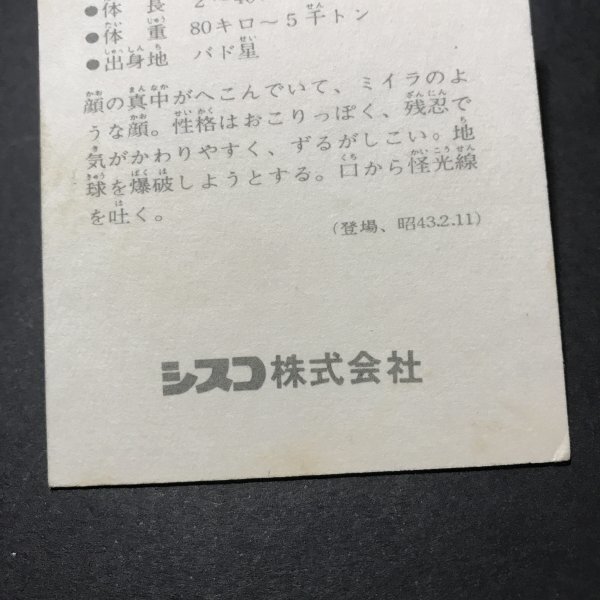 ●体 長 2～40
●体 重 80キロ～5千トン
●出身地 バド星
顔の真中がへこんでいて、ミイラのよ
うな顔。性格はおこりっぽく、残忍で
気がかわりやすく、ずるがしこい。地
球を爆破しようとする。口から怪光線
を吐く。
(登場、昭43.2.11)
シスコ株式会社